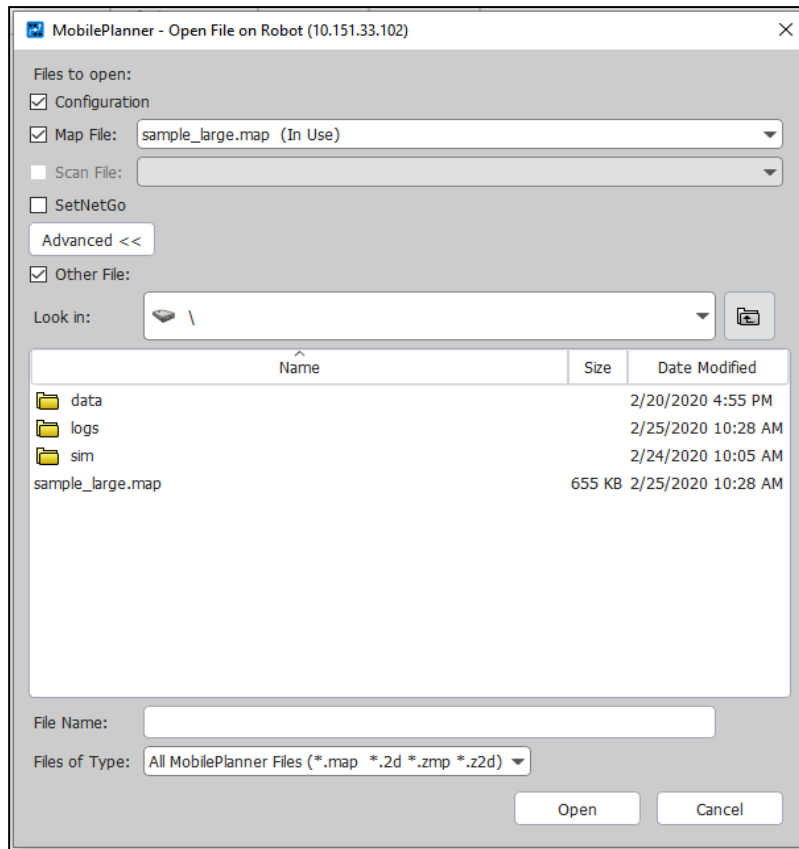 MobilePlanner - Open File on Robot (10.151.33.102)
Files to open:
Configuration
Map File: sample_large.map (In Use)
Scan File:
SetNetGo
Advanced <<
Other File:
Look in: \
Name Size Date Modified
data 2/20/2020 4:55 PM
logs 2/25/2020 10:28 AM
sim 2/24/2020 10:05 AM
sample_large.map 655 KB 2/25/2020 10:28 AM
File Name:
Files of Type: All MobilePlanner Files (*.map *.2d *.zmp *.z2d)
Open Cancel